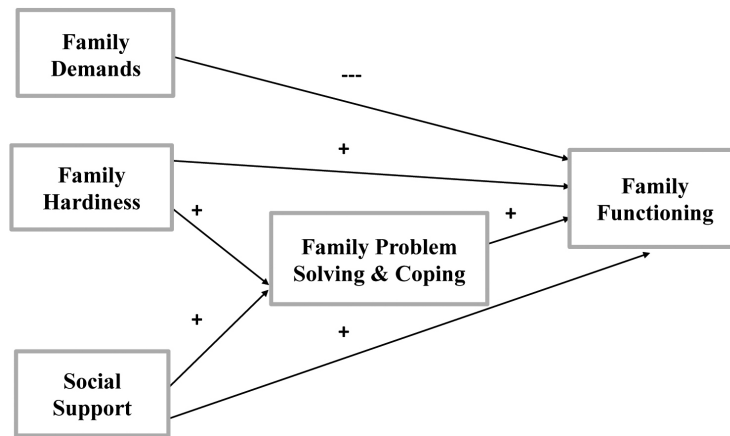 Family
Demands
---
Family
Hardiness
+
+
Family Problem
Solving & Coping
+
Family
Functioning
+
+
Social
Support